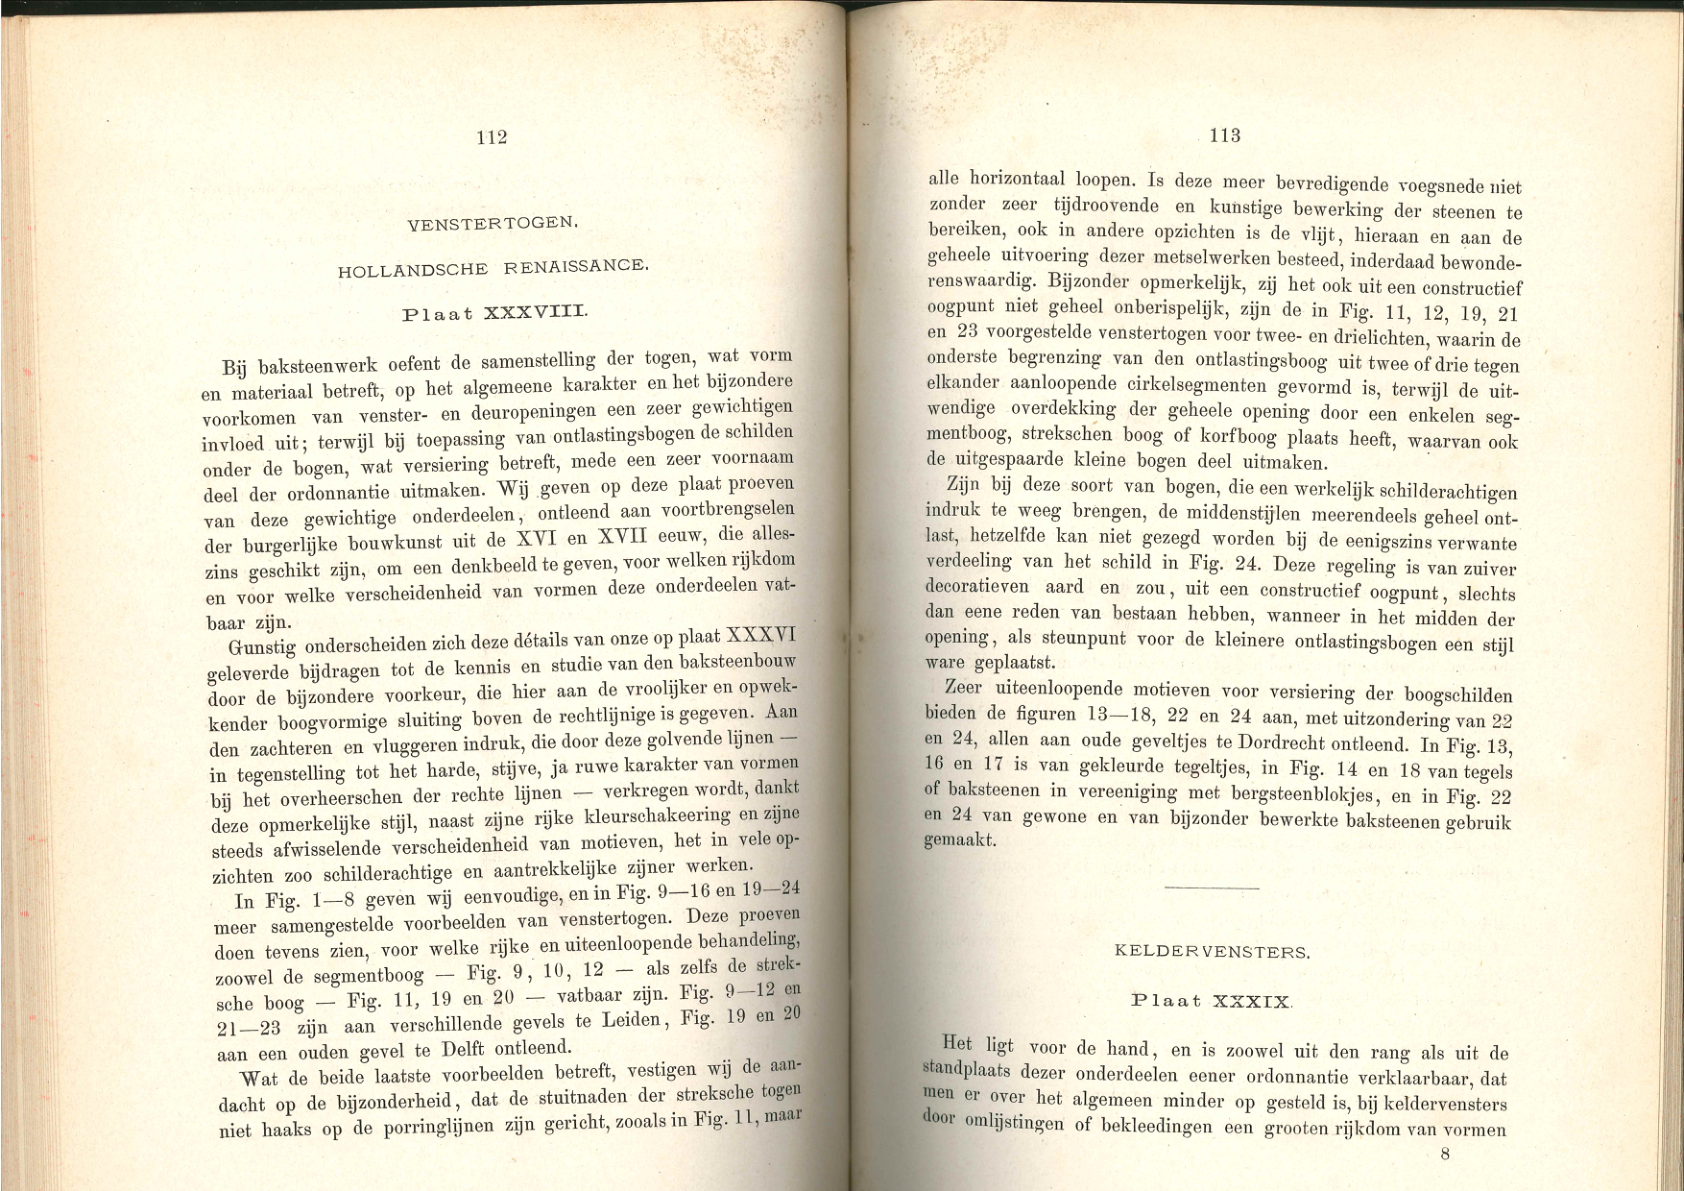 112
VENSTERTOGEN.
HOLLANDSCHE RENAISSANCE.
Plaat XXXVIII.
Bij baksteenwerk oefent de samenstelling der togen, wat vorm
en materiaal betreft, op het algemeene karakter en het bijzondere
voorkomen van venster- en deuropeningen een zeer gewichtigen
invloed uit; terwijl bij toepassing van ontlastingsbogen de schilden
onder de bogen, wat versiering betreft, mede een zeer voornaam
deel der ordonnantie uitmaken. Wij geven op deze plaat proeven
van deze gewichtige onderdeelen, ontleend aan voortbrengselen
der burgerlijke bouwkunst uit de XVI en XVII eeuw, die alles-
zins geschikt zijn, om een denkbeeld te geven, voor welken rijkdom
en voor welke verscheidenheid van vormen deze onderdeelen vat-
baar zijn.
Gunstig onderscheiden zich deze détails van onze op plaat XXXVI
geleverde bijdragen tot de kennis en studie van den baksteenbouw
door de bijzondere voorkeur, die hier aan de vroolijker en opwek-
kender boogvormige sluiting boven de rechtlijnige is gegeven. Aan
den zachteren en vluggeren indruk, die door deze golvende lijnen —
in tegenstelling tot het harde, stijve, ja ruwe karakter van vormen
bij het overheerschen der rechte lijnen — verkregen wordt, dankt
deze opmerkelijke stijl, naast zijne rijke kleurschakeering en zijne
steeds afwisselende verscheidenheid van motieven, het in vele op-
zichten zoo schilderachtige en aantrekkelijke zijner werken.
In Fig. 1—8 geven wij eenvoudige, en in Fig. 9—16 en 19—24
meer samengestelde voorbeelden van venstertogen. Deze proeven
doen tevens zien, voor welke rijke en uiteenloopende behandeling,
zoowel de segmentboog — Fig. 9, 10, 12 — als zelfs de strek-
sche boog — Fig. 11, 19 en 20 — vatbaar zijn. Fig. 9—12 en
21—23 zijn aan verschillende gevels te Leiden, Fig. 19 en 20
aan een ouden gevel te Delft ontleend.
Wat de beide laatste voorbeelden betreft, vestigen wij de aan-
dacht op de bijzonderheid, dat de stuitnaden der streksche togen
niet haaks op de porringlijnen zijn gericht, zooals in Fig. 11, maar
113
alle horizontaal loopen. Is deze meer bevredigende voegsnede niet
zonder zeer tijdroovende en kunstige bewerking der steenen te
bereiken, ook in andere opzichten is de vlijt, hieraan en aan de
geheele uitvoering dezer metselwerken besteed, inderdaad bewonde-
renswaardig. Bijzonder opmerkelijk, zij het ook uit een constructief
oogpunt niet geheel onberispelijk, zijn de in Fig. 11, 12, 19, 21
en 23 voorgestelde venstertogen voor twee- en drielichten, waarin de
onderste begrenzing van den ontlastingsboog uit twee of drie tegen
elkander aanloopende cirkelsegmenten gevormd is, terwijl de uit-
wendige overdekking der geheele opening door een enkelen seg-
mentboog, strekschen boog of korfboog plaats heeft, waarvan ook
de uitgespaarde kleine bogen deel uitmaken.
Zijn bij deze soort van bogen, die een werkelijk schilderachtigen
indruk te weeg brengen, de middenstijlen meerendeels geheel ont-
last, hetzelfde kan niet gezegd worden bij de eenigszins verwante
verdeeling van het schild in Fig. 24. Deze regeling is van zuiver
decoratieven aard en zou, uit een constructief oogpunt, slechts
dan eene reden van bestaan hebben, wanneer in het midden der
opening, als steunpunt voor de kleinere ontlastingsbogen een stijl
ware geplaatst.
Zeer uiteenloopende motieven voor versiering der boogschilden
bieden de figuren 13—18, 22 en 24 aan, met uitzondering van 22
en 24, allen aan oude geveltjes te Dordrecht ontleend. In Fig. 13,
16 en 17 is van gekleurde tegeltjes, in Fig. 14 en 18 van tegels
of baksteenen in vereeniging met bergsteenblokjes, en in Fig. 22
en 24 van gewone en van bijzonder bewerkte baksteenen gebruik
gemaakt.
KELDERVENSTERS.
Plaat XXXIX.
Het ligt voor de hand, en is zoowel uit den rang als uit de
standplaats dezer onderdeelen eener ordonnantie verklaarbaar, dat
men er over het algemeen minder op gesteld is, bij keldervensters
door omlijstingen of bekleedingen een grooten rijkdom van vormen
8